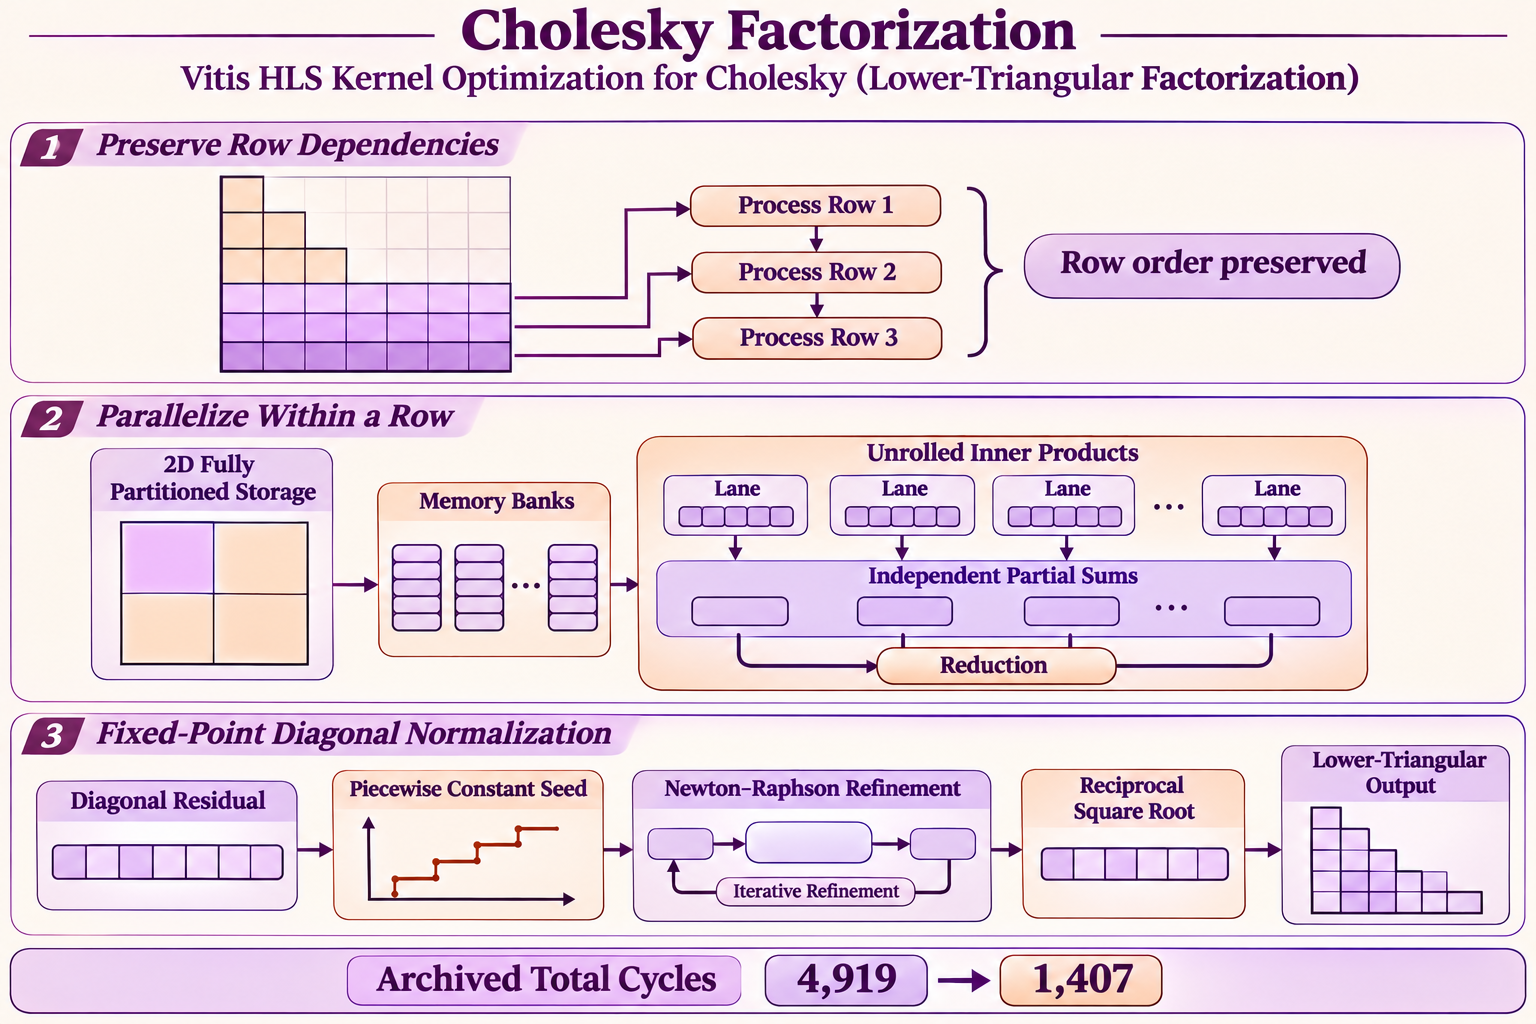 Cholesky Factorization
Vitis HLS Kernel Optimization for Cholesky (Lower-Triangular Factorization)
1 Preserve Row Dependencies
Process Row 1
Process Row 2
Process Row 3
Row order preserved
2 Parallelize Within a Row
2D Fully
Partitioned Storage
Memory Banks
...
Unrolled Inner Products
Lane Lane Lane ... Lane
Independent Partial Sums
...
Reduction
3 Fixed-Point Diagonal Normalization
Diagonal Residual
Piecewise Constant Seed
Newton–Raphson Refinement
Iterative Refinement
Reciprocal
Square Root
Lower-Triangular
Output
Archived Total Cycles 4,919 → 1,407